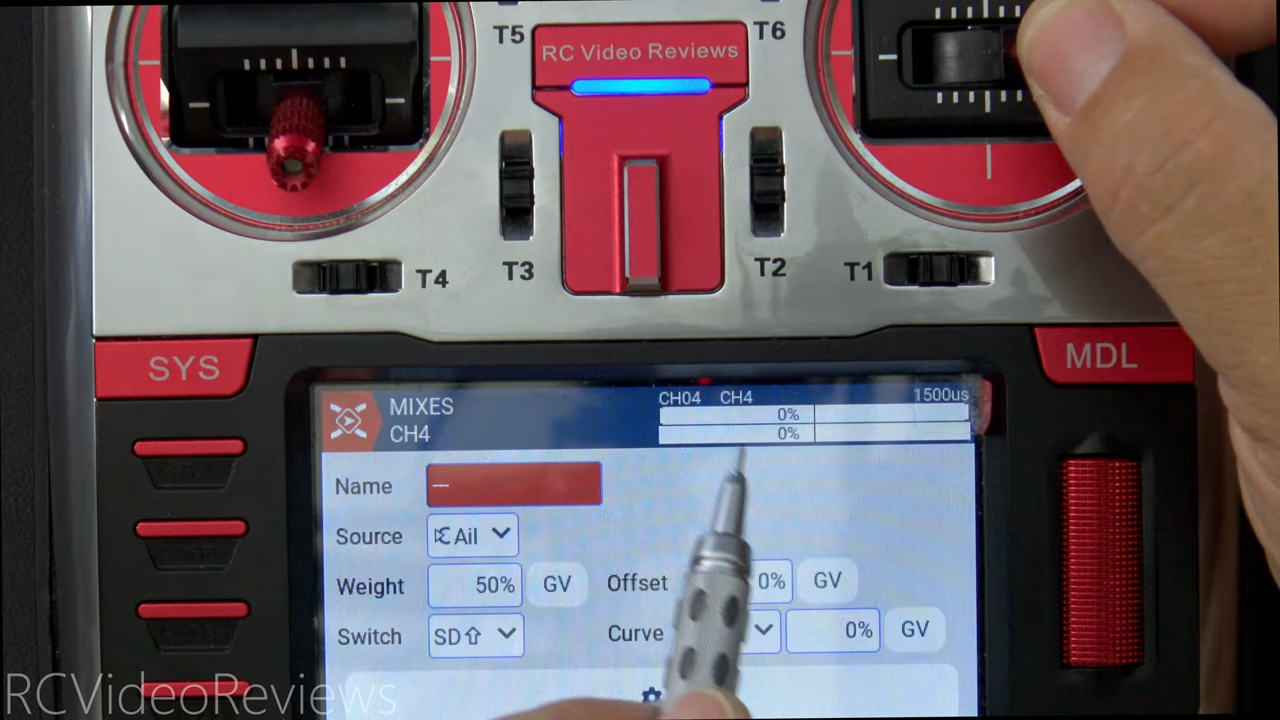 T5
RC Video Reviews
T6
T4
T3
T2
T1
SYS
MDL
MIXES
CH4
CH04 CH4 1500us
0%
0%
Name ---
Source Ail
Weight 50% GV Offset 0% GV
Switch SD⇧ Curve 0% GV
RCVideoReviews